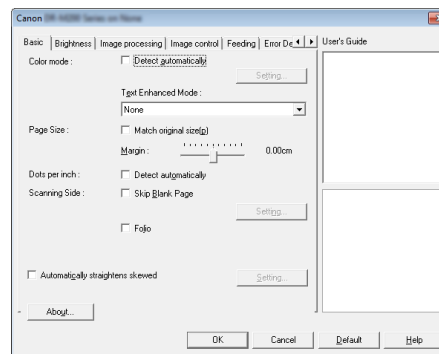 Canon
Basic Brightness Image processing Image control Feeding Error De
User's Guide
Color mode : Detect automatically
Setting...
Text Enhanced Mode :
None
Page Size : Match original size(p)
Margin : 0.00cm
Dots per inch : Detect automatically
Scanning Side : Skip Blank Page
Setting...
Folio
Automatically straightens skewed Setting...
About...
OK Cancel Default Help